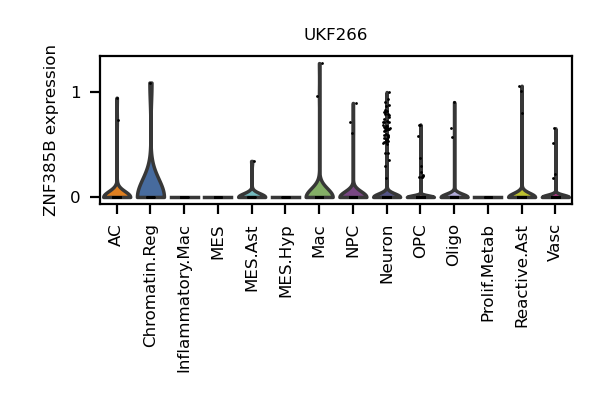 UKF266
ZNF385B expression
1
0
AC
Chromatin.Reg
Inflammatory.Mac
MES
MES.Ast
MES.Hyp
Mac
NPC
Neuron
OPC
Oligo
Prolif.Metab
Reactive.Ast
Vasc